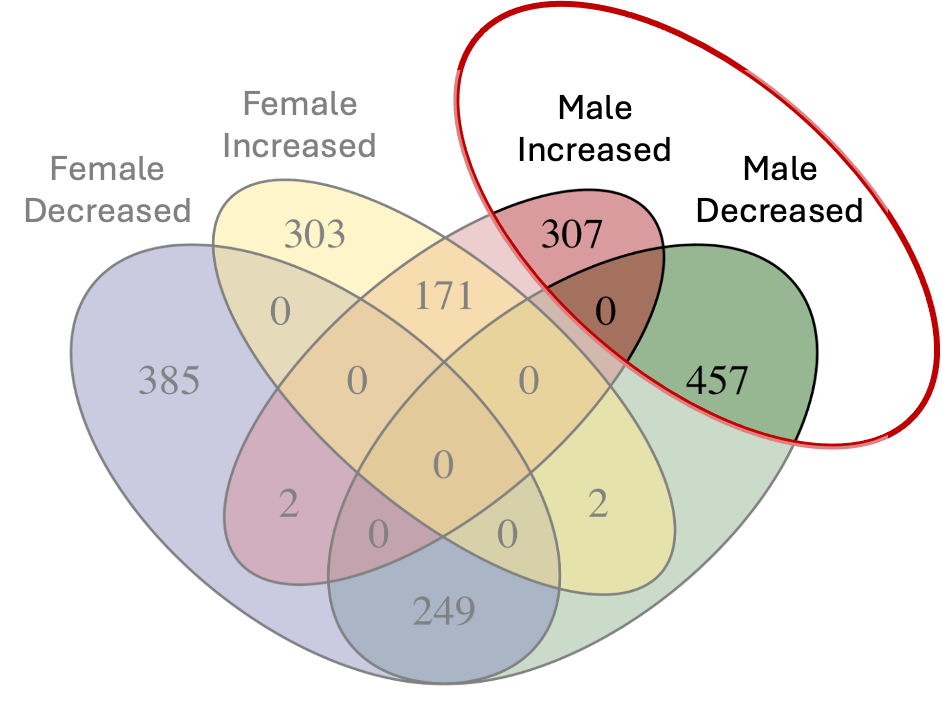 Female
Increased
Male
Increased
Female
Decreased
Male
Decreased
303
307
0
171
0
385
0
0
457
0
2
2
0
0
249